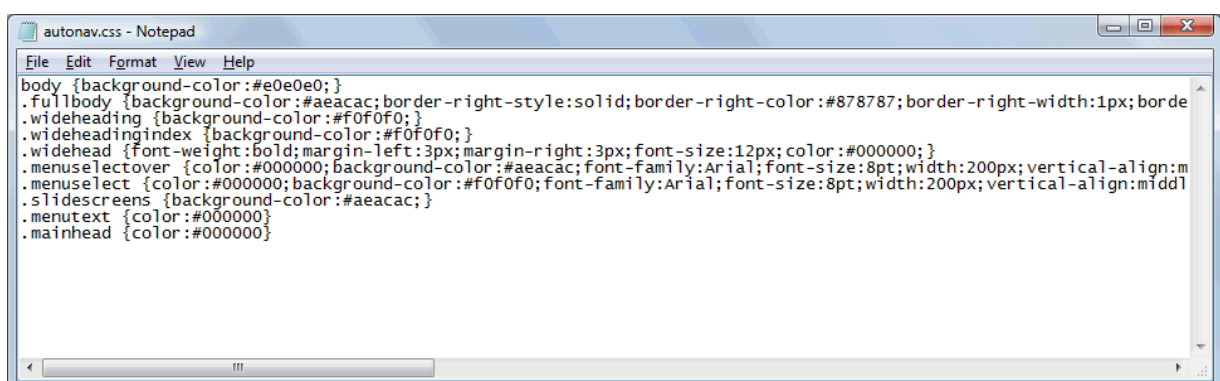 autonav.css - Notepad
File Edit Format View Help
body {background-color:#e0e0e0;}
.fullbody {background-color:#aeacac;border-right-style:solid;border-right-color:#878787;border-right-width:1px;borde
.wideheading {background-color:#f0f0f0;}
.wideheadingindex {background-color:#f0f0f0;}
.widehead {font-weight:bold;margin-left:3px;margin-right:3px;font-size:12px;color:#000000;}
.menuselectover {color:#000000;background-color:#aeacac;font-family:Arial;font-size:8pt;width:200px;vertical-align:m
.menuselect {color:#000000;background-color:#f0f0f0;font-family:Arial;font-size:8pt;width:200px;vertical-align:middl
.slidescreens {background-color:#aeacac;}
.menutext {color:#000000}
.mainhead {color:#000000}